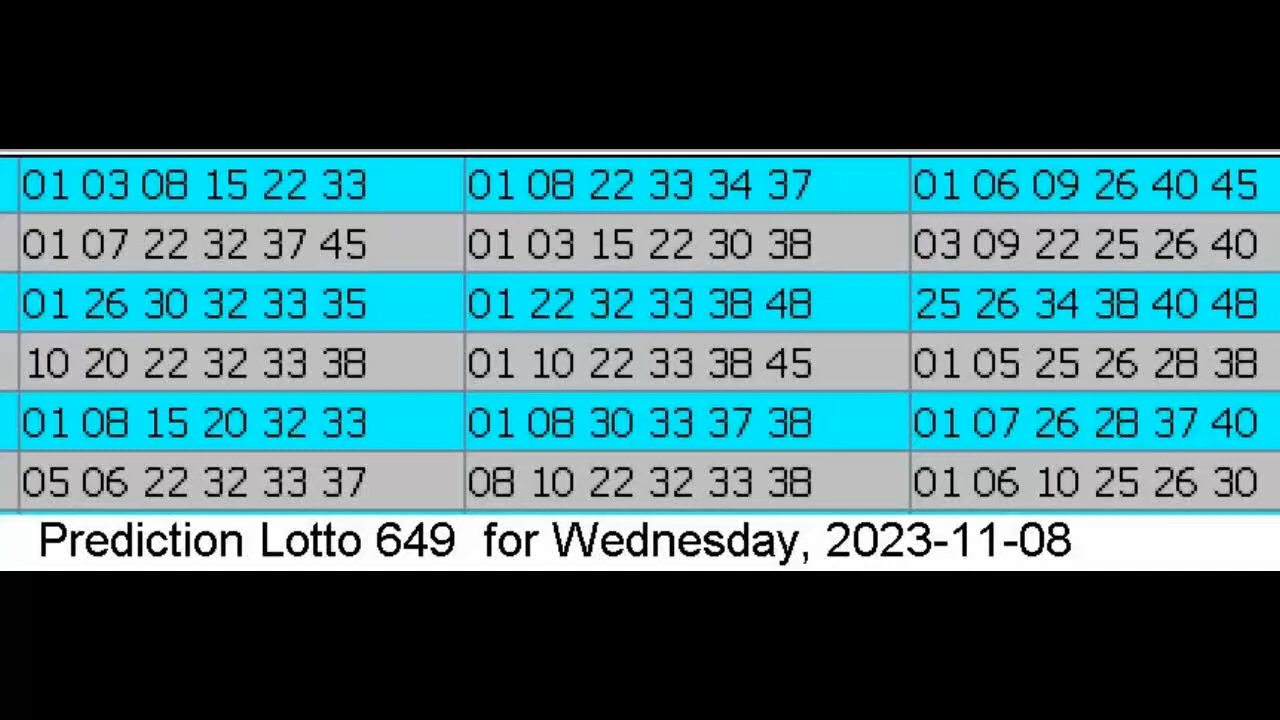 01 03 08 15 22 33 01 08 22 33 34 37 01 06 09 26 40 45
01 07 22 32 37 45 01 03 15 22 30 38 03 09 22 25 26 40
01 26 30 32 33 35 01 22 32 33 38 48 25 26 34 38 40 48
10 20 22 32 33 38 01 10 22 33 38 45 01 05 25 26 28 38
01 08 15 20 32 33 01 08 30 33 37 38 01 07 26 28 37 40
05 06 22 32 33 37 08 10 22 32 33 38 01 06 10 25 26 30
Prediction Lotto 649 for Wednesday, 2023-11-08